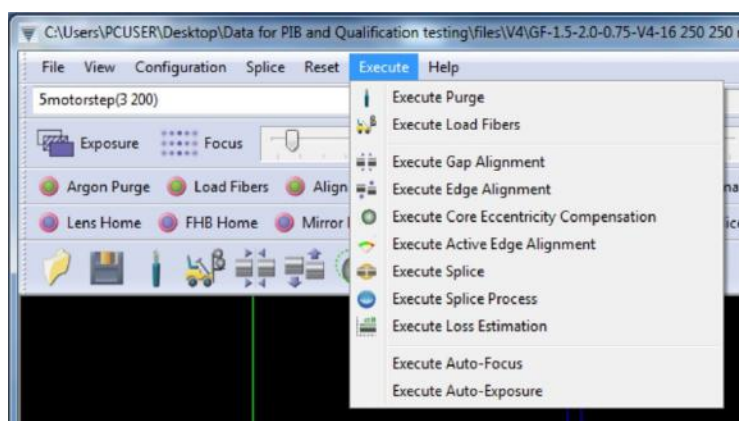 C:\Users\PCUSER\Desktop\Data for PIB and Qualification testing\files\V4\GF-1.5-2.0-0.75-V4-16 250 250
File View Configuration Splice Reset Execute Help
5motorstep(3 200)
Execute Purge
Execute Load Fibers
Exposure Focus
Execute Gap Alignment
Argon Purge Load Fibers Align
Execute Edge Alignment
Execute Core Eccentricity Compensation
Lens Home FHB Home Mirror
Execute Active Edge Alignment
Execute Splice
Execute Splice Process
Execute Loss Estimation
Execute Auto-Focus
Execute Auto-Exposure